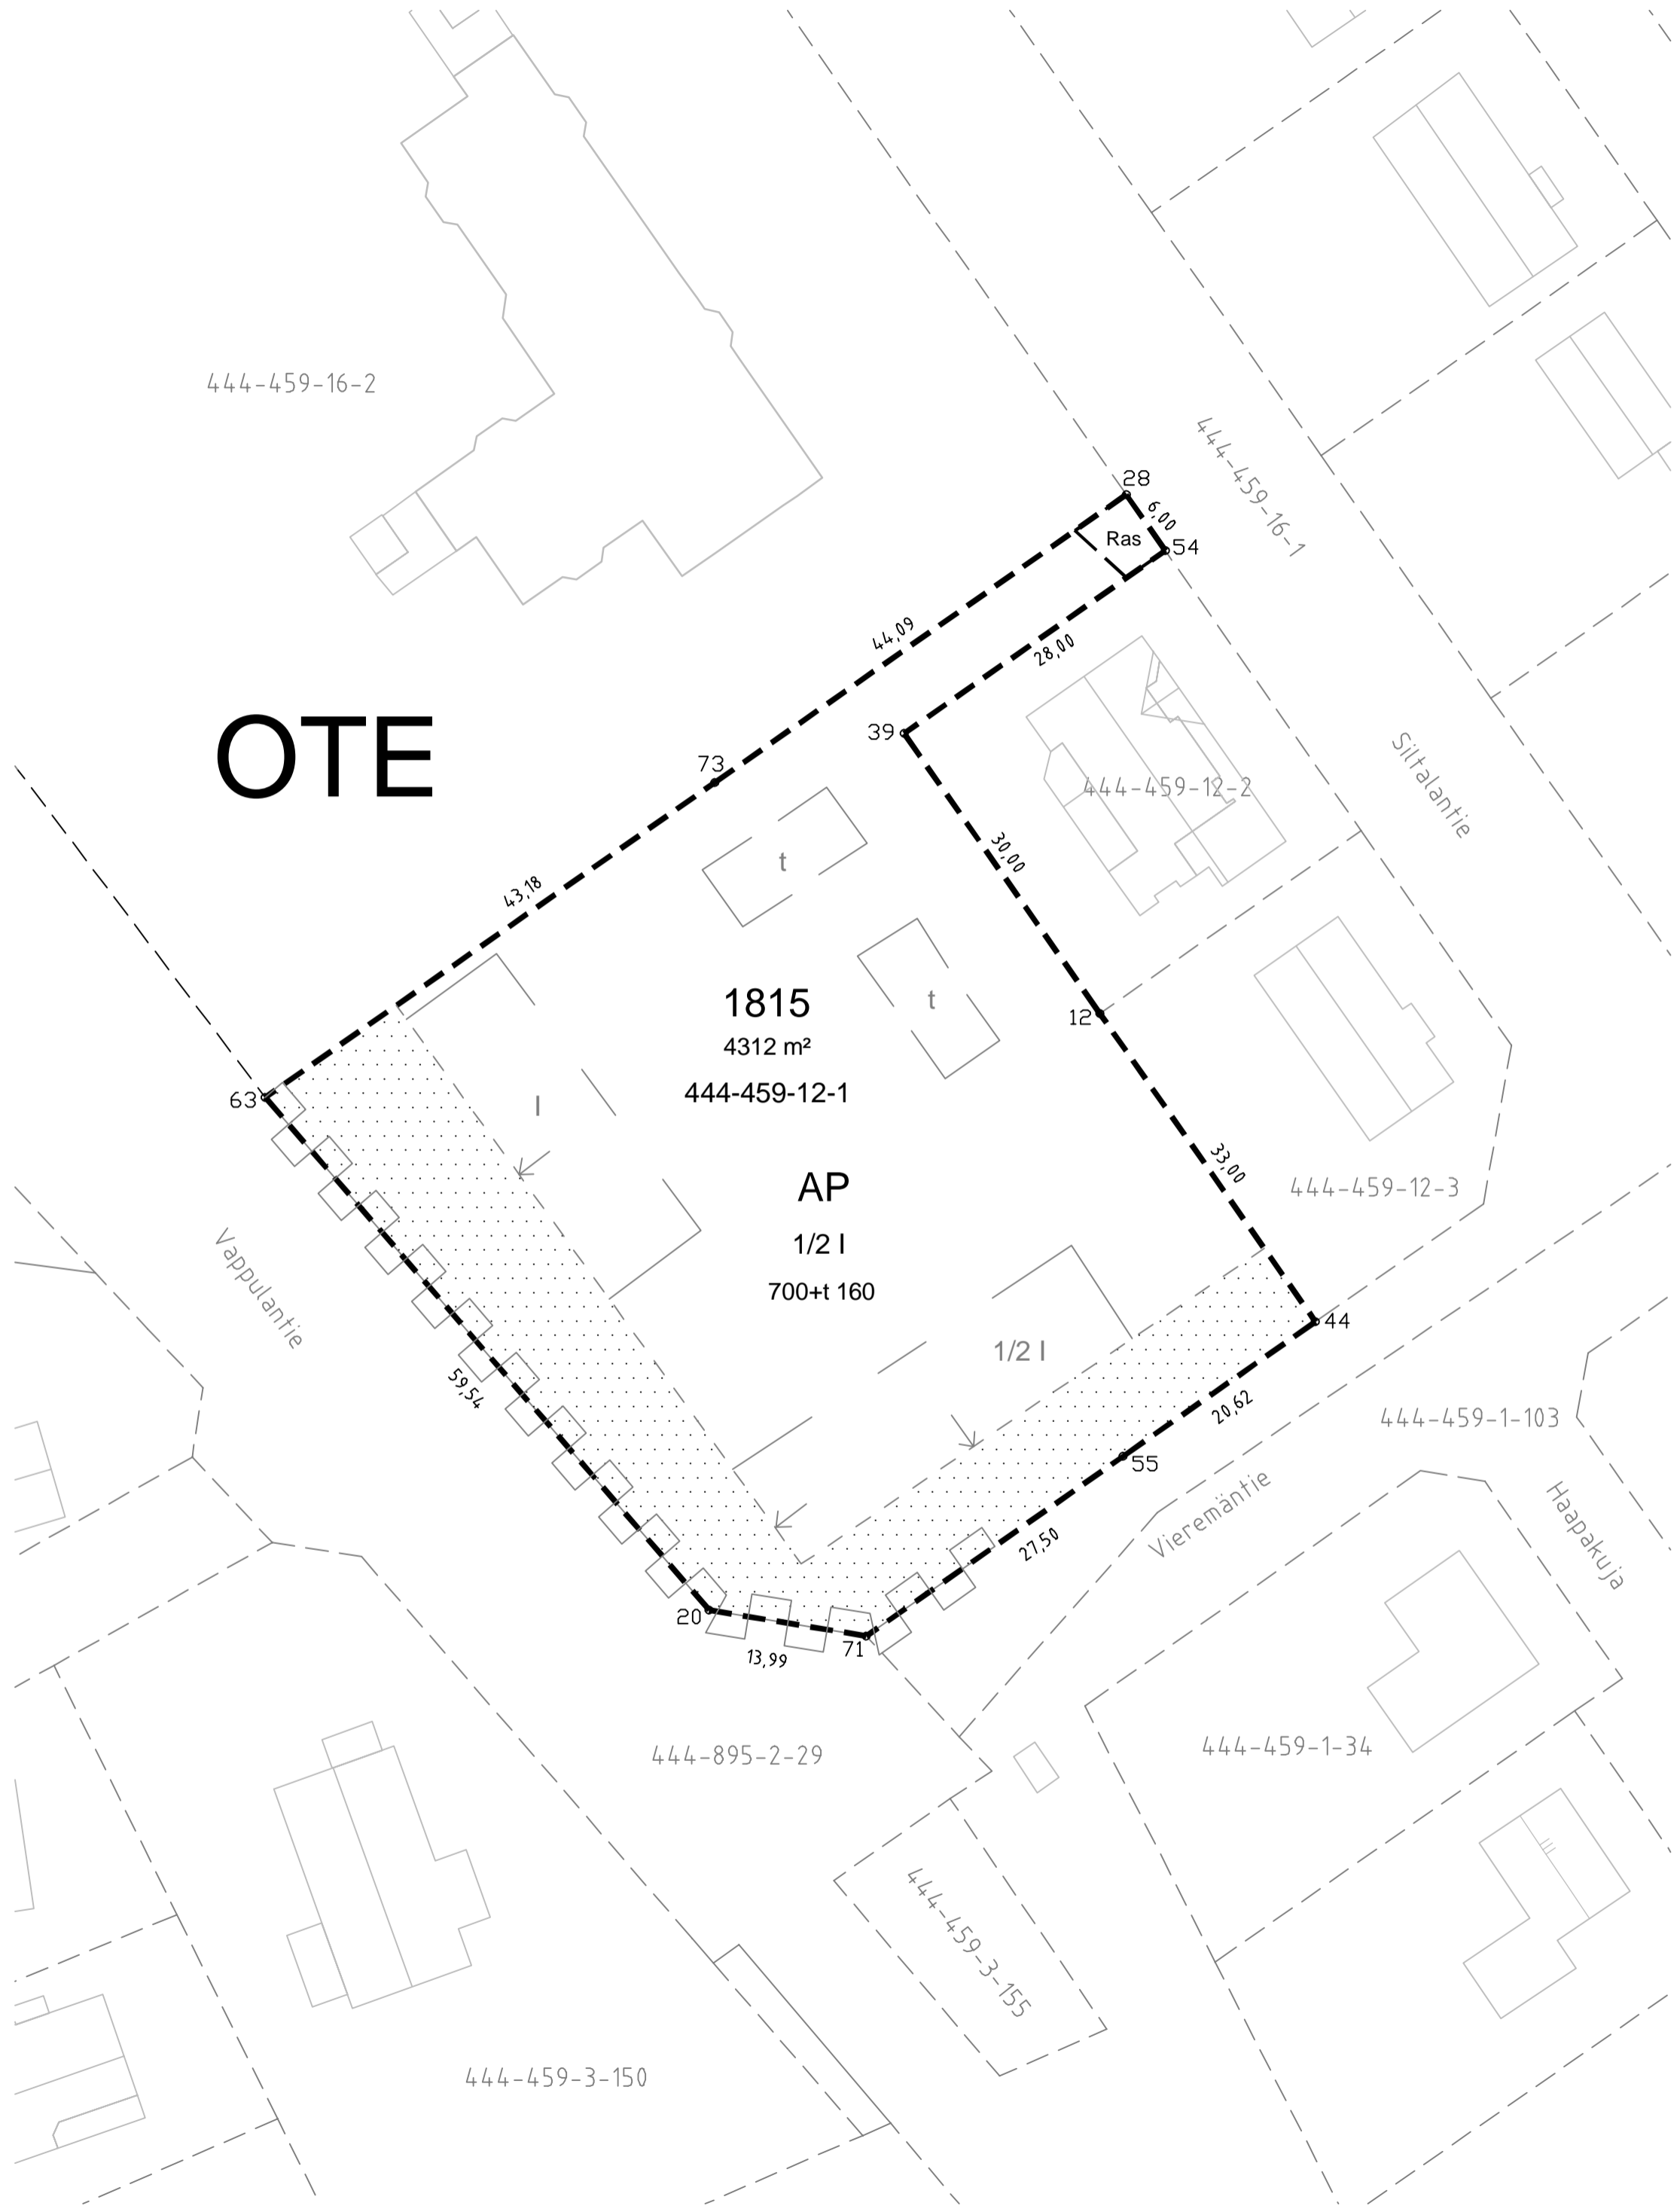 444-459-16-2
444-459-16-1
28
6,00
Ras
54
44,09
28,00
OTE
39
73
Siltalantie
444-459-12-2
t
30,00
43,18
1815
t
4312 m²
12
444-459-12-1
63
I
33,00
AP
444-459-12-3
Vappulantie
1/2 I
700+t 160
44
1/2 I
59,54
20,62
444-459-1-103
55
Vieremäntie
27,50
Haapakuja
20
71
13,99
444-895-2-29
444-459-1-34
444-459-3-155
444-459-3-150